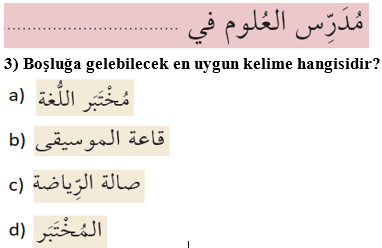 مُدَرِّس العُلوم في ................................
3) Boşluğa gelebilecek en uygun kelime hangisidir?
a) مُخْتَبَر اللُّغة
b) قاعة الموسيقى
c) صالة الرِّياضة
d) المُخْتَبَر